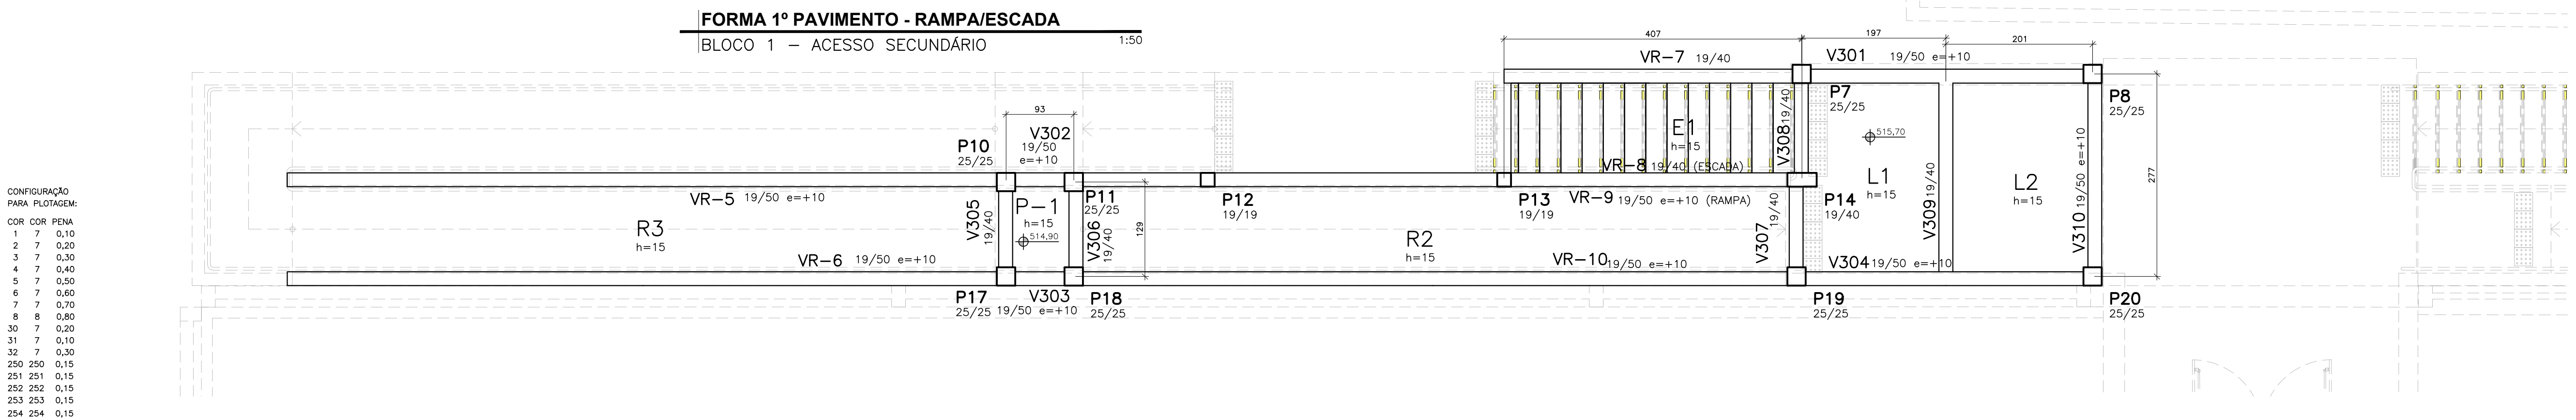 FORMA 1º PAVIMENTO - RAMPA/ESCADA
BLOCO 1 - ACESSO SECUNDÁRIO
1:50
407
197
201
VR-7 19/40
V301 19/50 e=+10
P7
25/25
P8
25/25
93
V302
19/50
e=+10
P10
25/25
E1
h=15
V308
19/40
515,70
VR-8 19/40 (ESCADA)
L1
h=15
V309
19/40
L2
h=15
V310
19/50 e=+10
277
VR-5 19/50 e=+10
P11
25/25
P12
19/19
P13
19/19
VR-9 19/50 e=+10 (RAMPA)
P14
19/40
P-1
h=15
514,90
V305
19/40
V306
19/40
129
R3
h=15
R2
h=15
V307
19/40
VR-6 19/50 e=+10
VR-10 19/50 e=+10
V304 19/50 e=+10
P17
25/25
V303
19/50 e=+10
P18
25/25
P19
25/25
P20
25/25
CONFIGURAÇÃO
PARA PLOTAGEM:
COR COR PENA
1 7 0,10
2 7 0,20
3 7 0,30
4 7 0,40
5 7 0,50
6 7 0,60
7 7 0,70
8 8 0,80
30 7 0,20
31 7 0,10
32 7 0,30
250 250 0,15
251 251 0,15
252 252 0,15
253 253 0,15
254 254 0,15